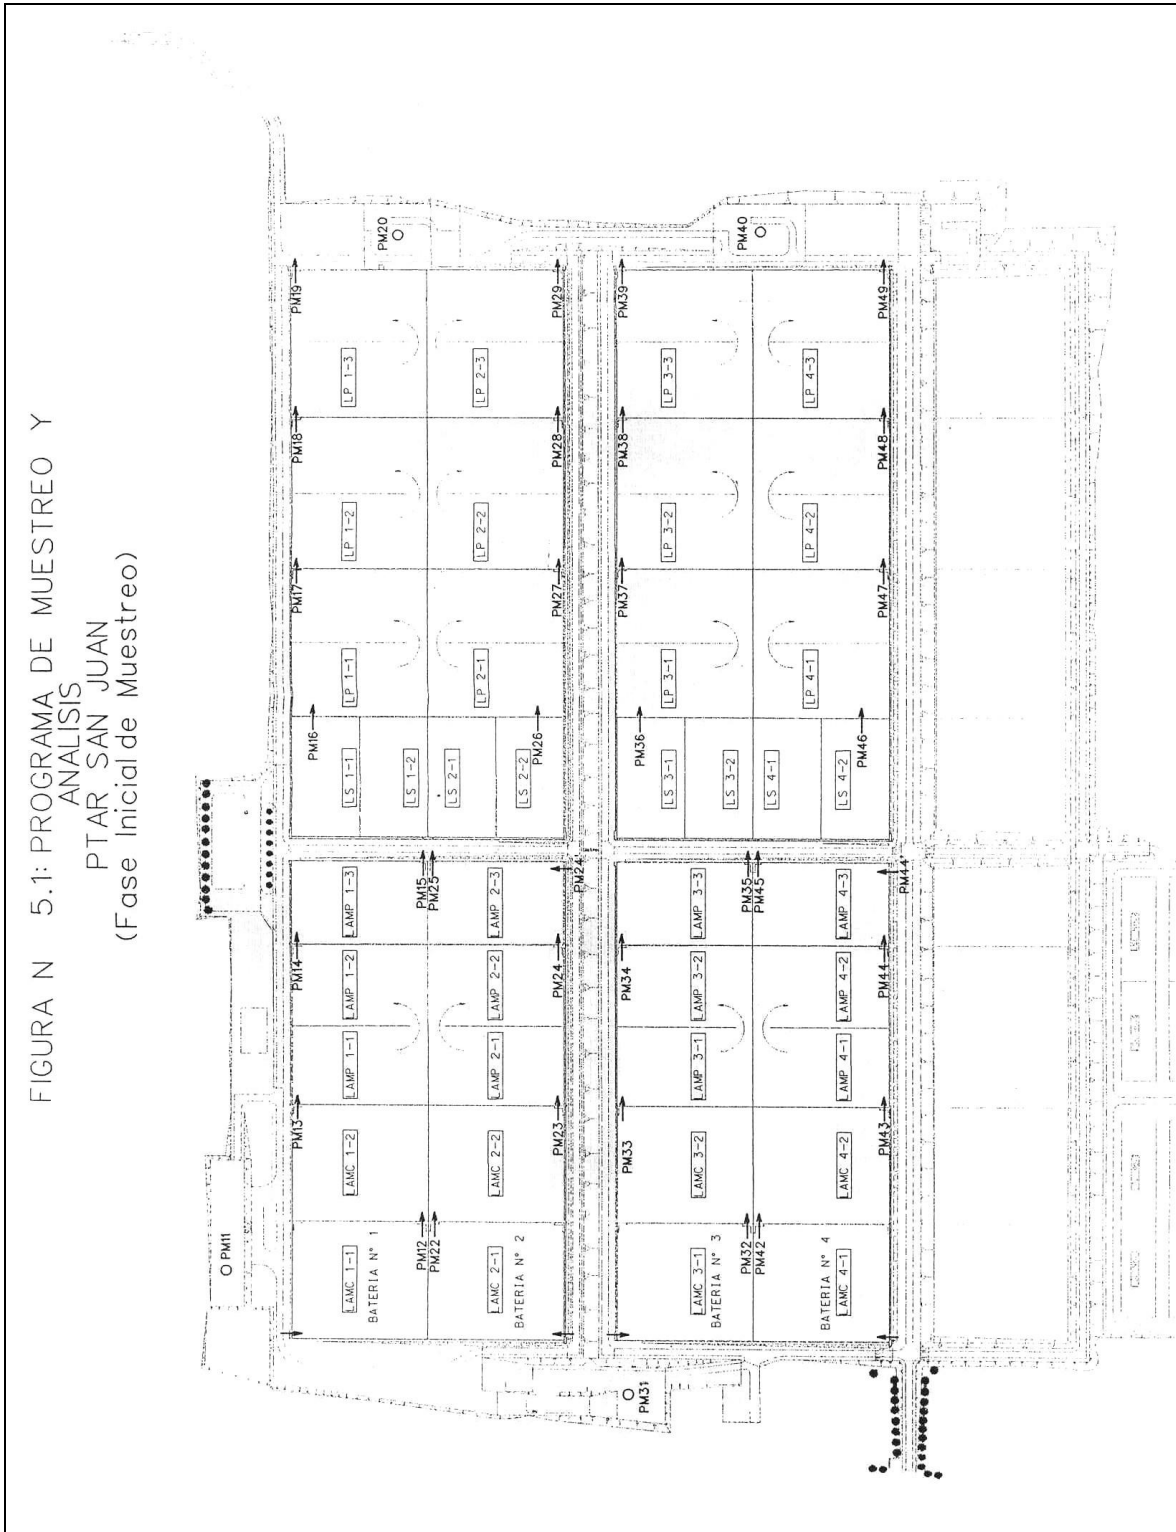 FIGURA N 5.1: PROGRAMA DE MUESTREO Y
ANALISIS
PTAR SAN JUAN
(Fase Inicial de Muestreo)
PM11
PM31
PM20
PM40
BATERIA N° 1
LAMC 1-1
PM12
LAMC 1-2
PM13
LAMP 1-1
LAMP 1-2
PM14
LAMP 1-3
PM15
LS 1-1
LS 1-2
PM16
LP 1-1
PM17
LP 1-2
PM18
LP 1-3
PM19
BATERIA N° 2
LAMC 2-1
PM22
LAMC 2-2
PM23
LAMP 2-1
LAMP 2-2
PM24
LAMP 2-3
PM25
PM24'
LS 2-1
LS 2-2
PM26
LP 2-1
PM27
LP 2-2
PM28
LP 2-3
PM29
BATERIA N° 3
LAMC 3-1
PM32
LAMC 3-2
PM33
LAMP 3-1
LAMP 3-2
PM34
LAMP 3-3
PM35
LS 3-1
LS 3-2
PM36
LP 3-1
PM37
LP 3-2
PM38
LP 3-3
PM39
BATERIA N° 4
LAMC 4-1
PM42
LAMC 4-2
PM43
LAMP 4-1
LAMP 4-2
PM44
LAMP 4-3
PM45
PM44'
LS 4-1
LS 4-2
PM46
LP 4-1
PM47
LP 4-2
PM48
LP 4-3
PM49